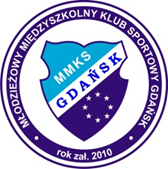 MŁODZIEŻOWY MIĘDZYSZKOLNY KLUB SPORTOWY GDAŃSK
MMKS
GDAŃSK
rok zał. 2010